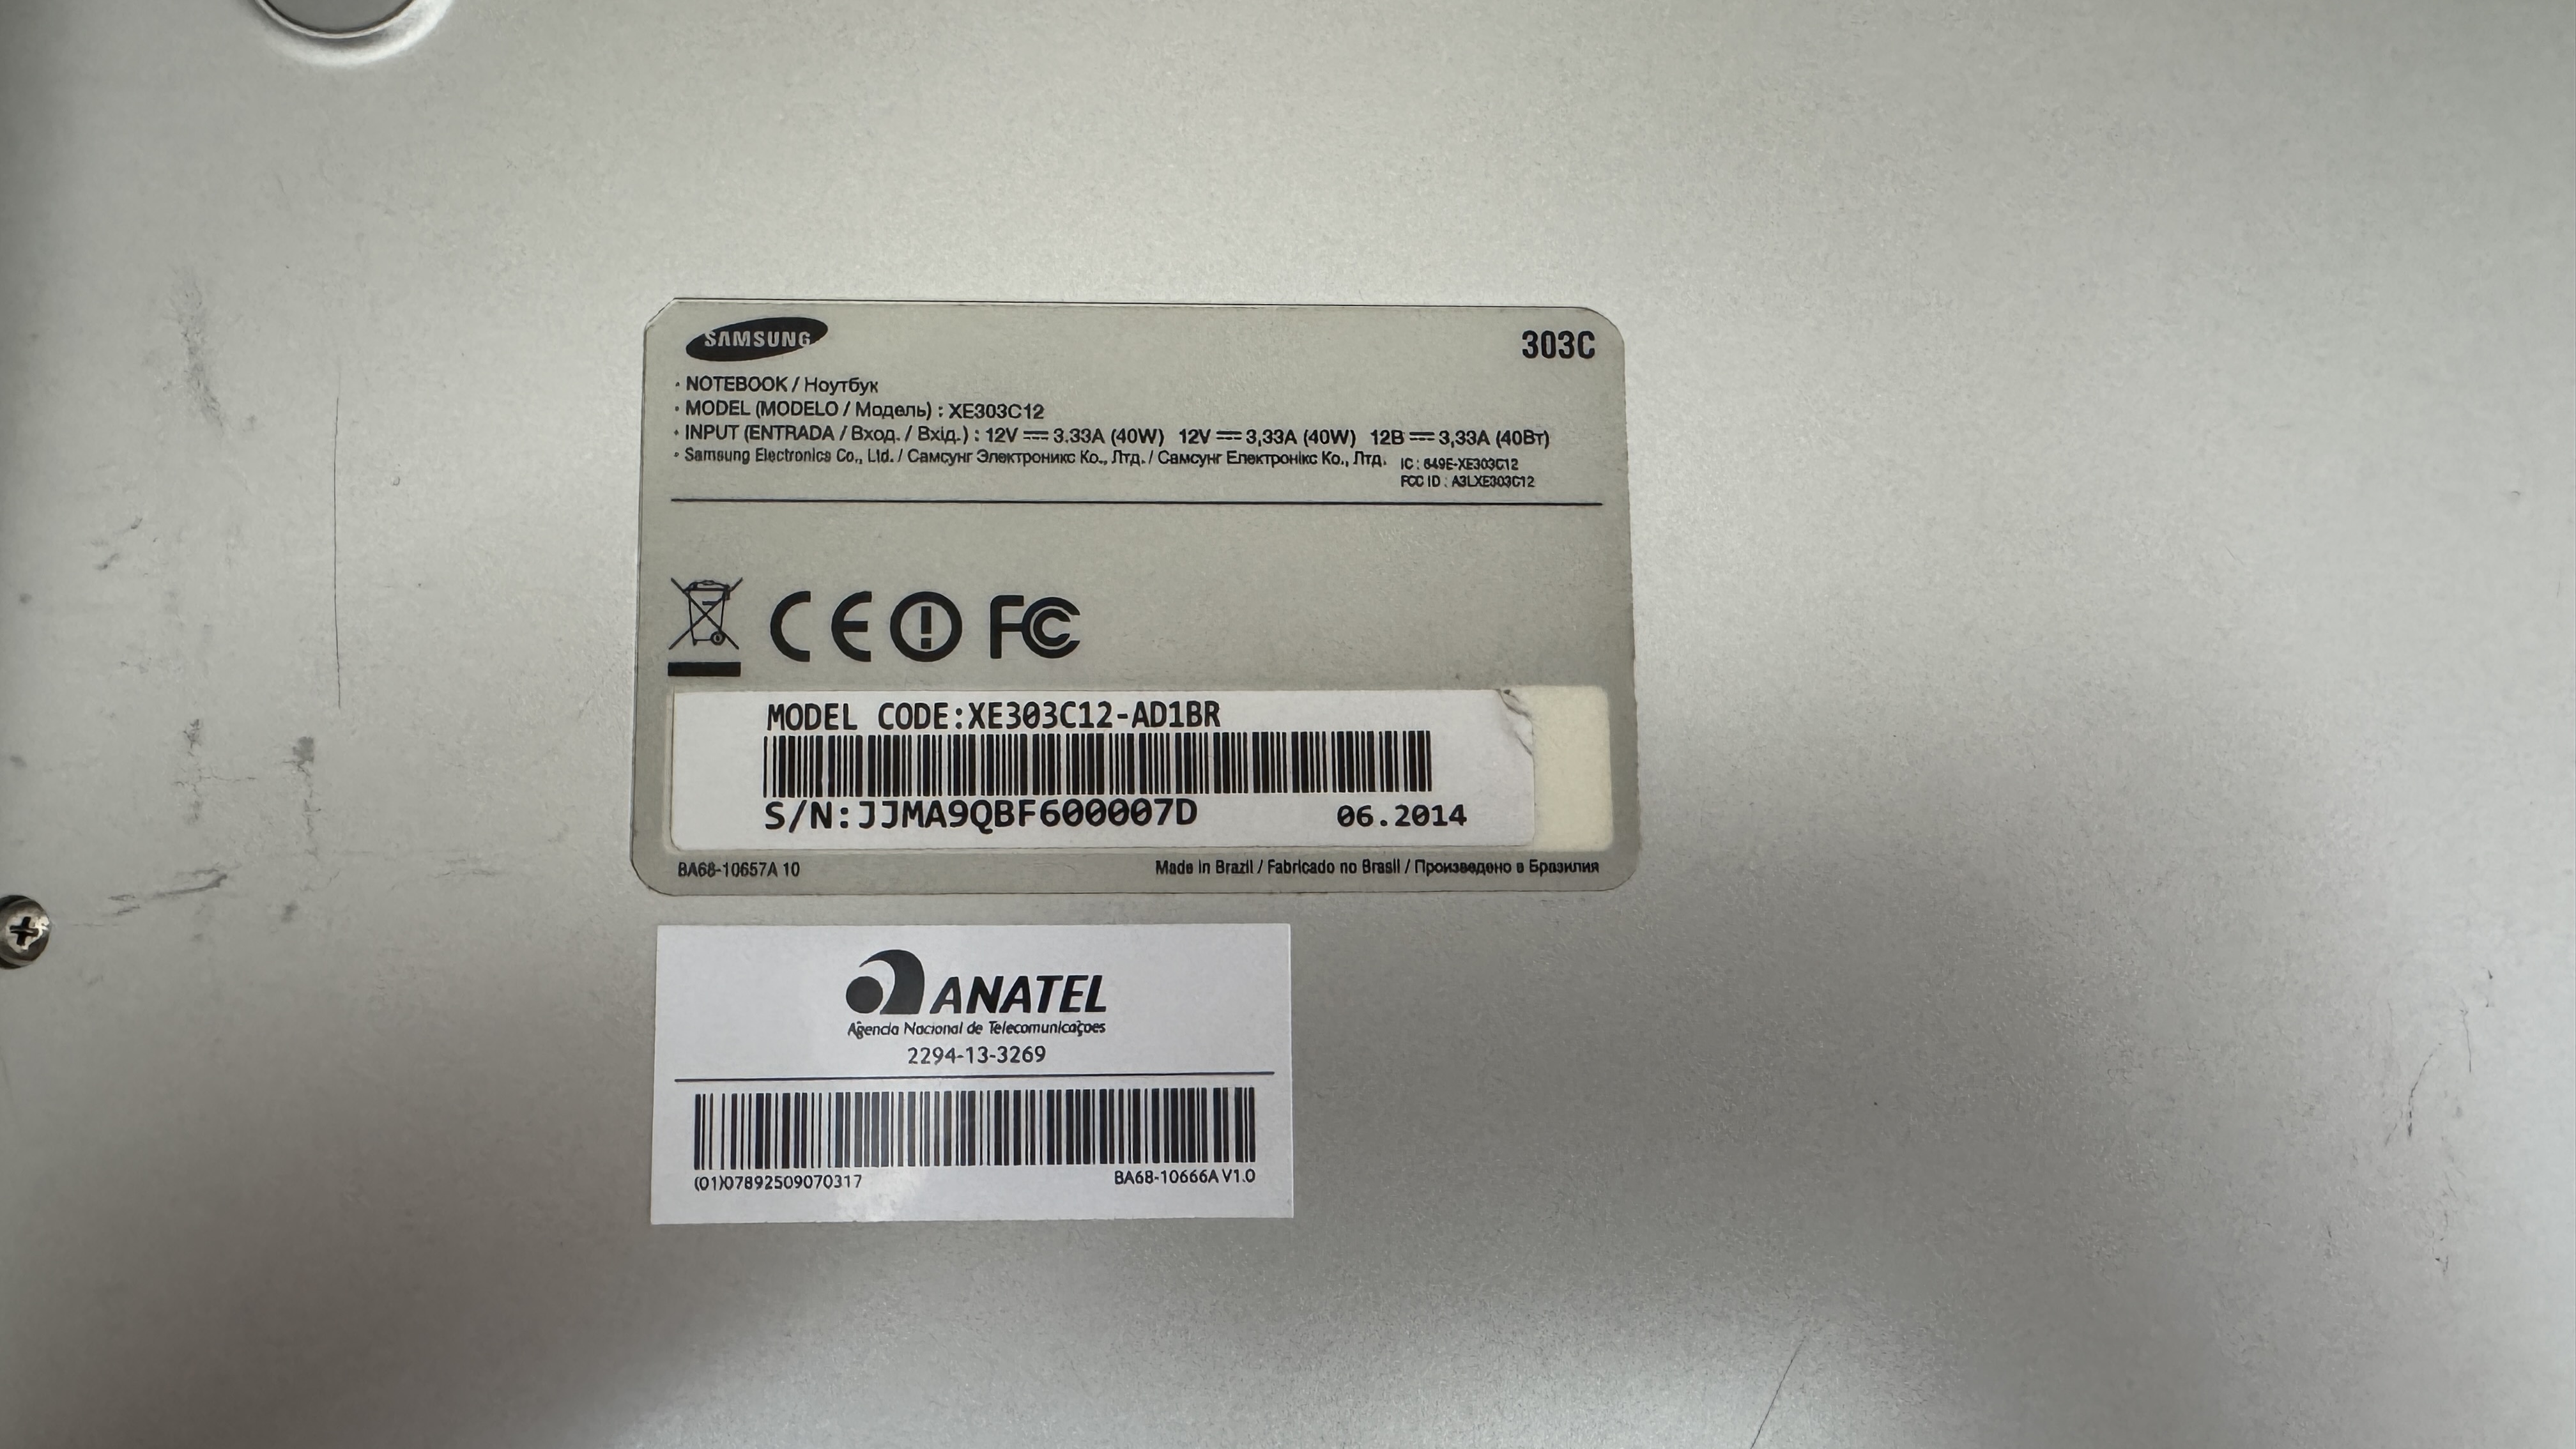 SAMSUNG
303C
· NOTEBOOK / Ноутбук
· MODEL (MODELO / Модель) : XE303C12
· INPUT (ENTRADA / Вход. / Вхід.) : 12V ⎓ 3.33A (40W) 12V ⎓ 3,33A (40W) 12В ⎓ 3,33A (40Вт)
· Samsung Electronics Co., Ltd. / Самсунг Электроникс Ко., Лтд. / Самсунг Електронікс Ко., Лтд.
IC : 649E-XE303C12
FCC ID : A3LXE303C12
CE FC
MODEL CODE:XE303C12-AD1BR
S/N:JJMA9QBF600007D 06.2014
BA68-10657A 10
Made in Brazil / Fabricado no Brasil / Произведено в Бразилия
ANATEL
Agência Nacional de Telecomunicaçoes
2294-13-3269
(01)07892509070317
BA68-10666A V1.0